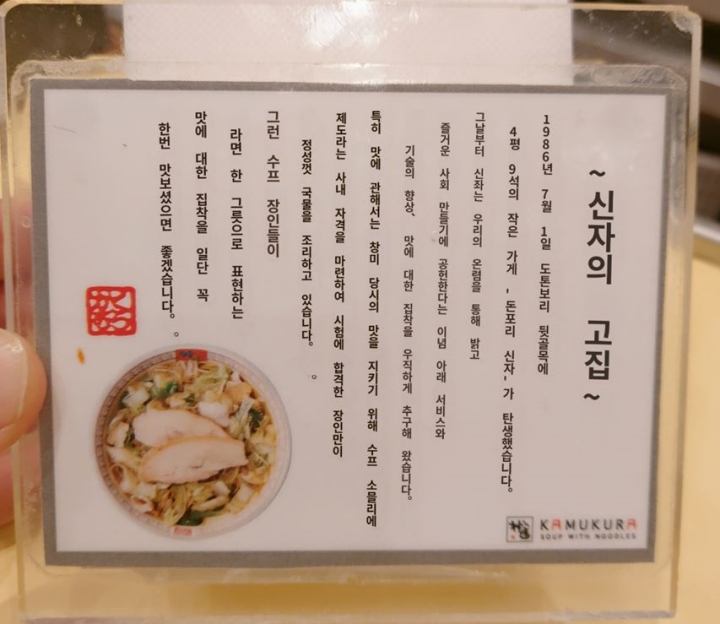 ~신자의 고집~
1986년 7월 1일 도톤보리 뒷골목에
4평 9석의 작은 가게 '돈포리 신자'가 탄생했습니다.
그날부터 신좌는 우리의 온렴을 통해 밝고
즐거운 사회 만들기에 공헌한다는 이념 아래 서비스와
기술의 향상, 맛에 대한 집착을 우직하게 추구해 왔습니다.
특히 맛에 관해서는 창미 당시의 맛을 지키기 위해 수프 소믈리에
제도라는 사내 자격을 마련하여 시험에 합격한 장인만이
정성껏 국물을 조리하고 있습니다. 。
그런 수프 장인들이
라면 한 그릇으로 표현하는
맛에 대한 집착을 일단 꼭
한번 맛보셨으면 좋겠습니다. 。
KAMUKURA
SOUP WITH NOODLES